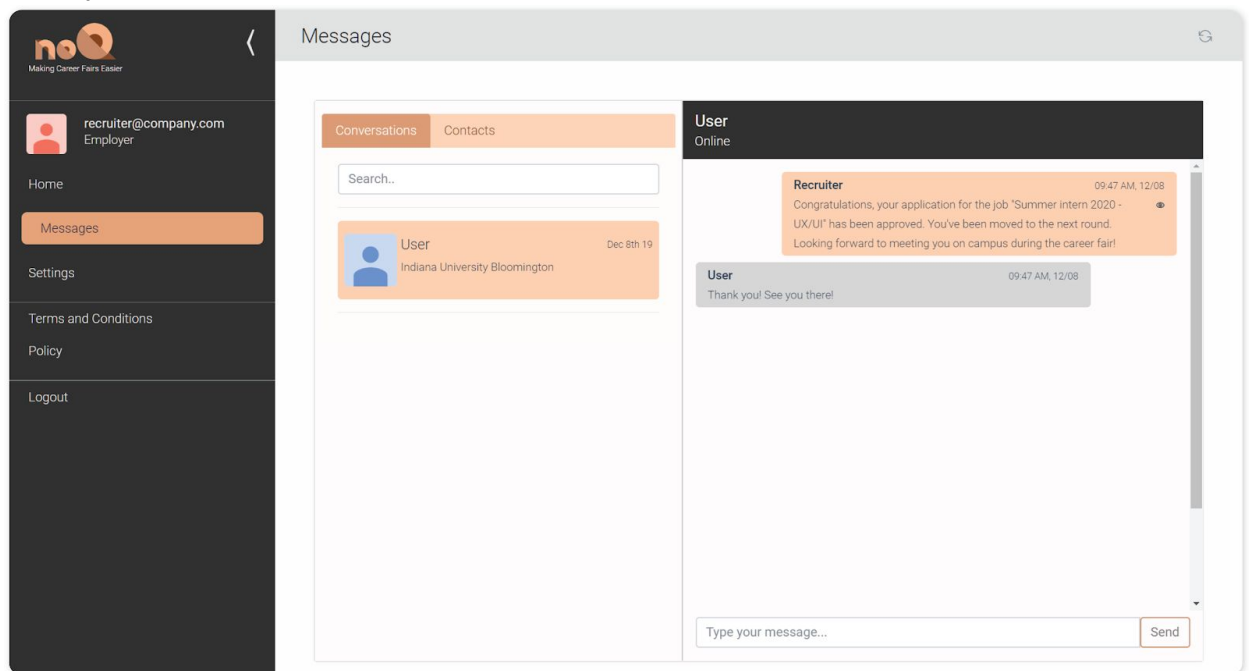 noQ
Making Career Fairs Easier
recruiter@company.com
Employer
Home
Messages
Settings
Terms and Conditions
Policy
Logout
Messages
Conversations Contacts
Search..
User Dec 8th 19
Indiana University Bloomington
User
Online
Recruiter 09:47 AM, 12/08
Congratulations, your application for the job "Summer intern 2020 -
UX/UI" has been approved. You've been moved to the next round.
Looking forward to meeting you on campus during the career fair!
User 09:47 AM, 12/08
Thank you! See you there!
Type your message... Send